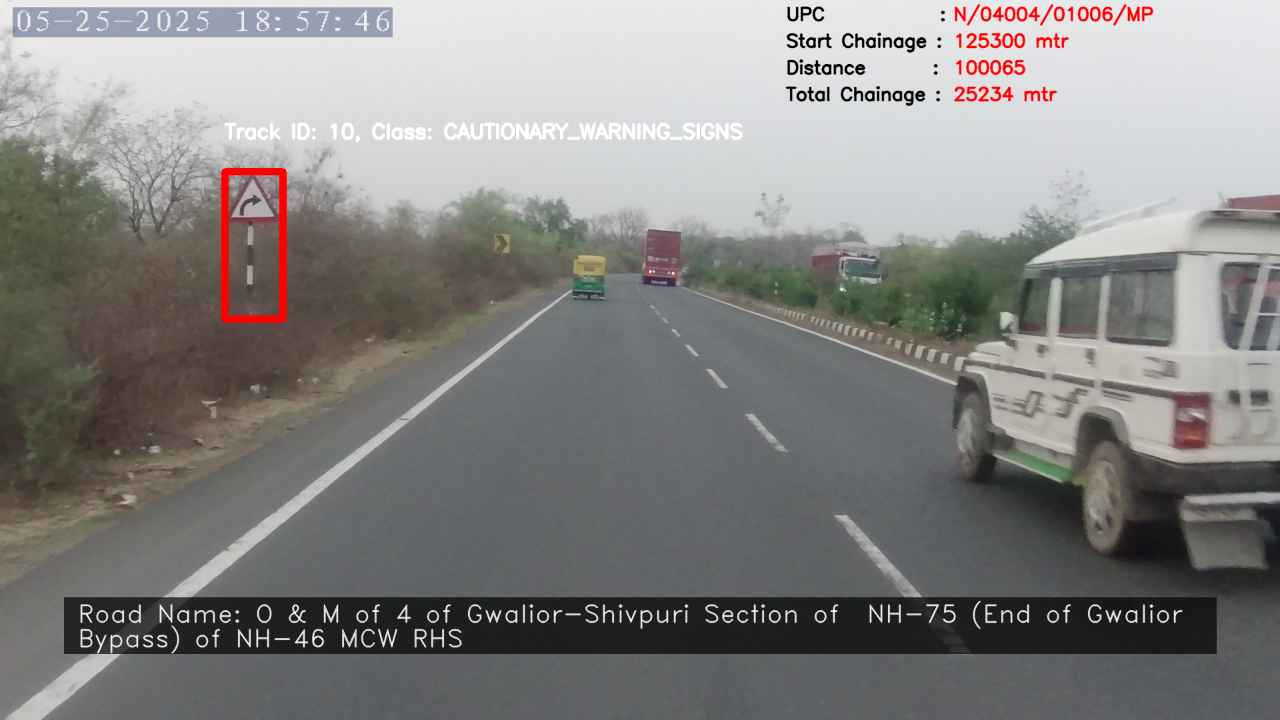 05-25-2025 18:57:46
UPC : N/04004/01006/MP
Start Chainage : 125300 mtr
Distance : 100065
Total Chainage : 25234 mtr
Track ID: 10, Class: CAUTIONARY_WARNING_SIGNS
Road Name: O & M of 4 of Gwalior-Shivpuri Section of NH-75 (End of Gwalior
Bypass) of NH-46 MCW RHS